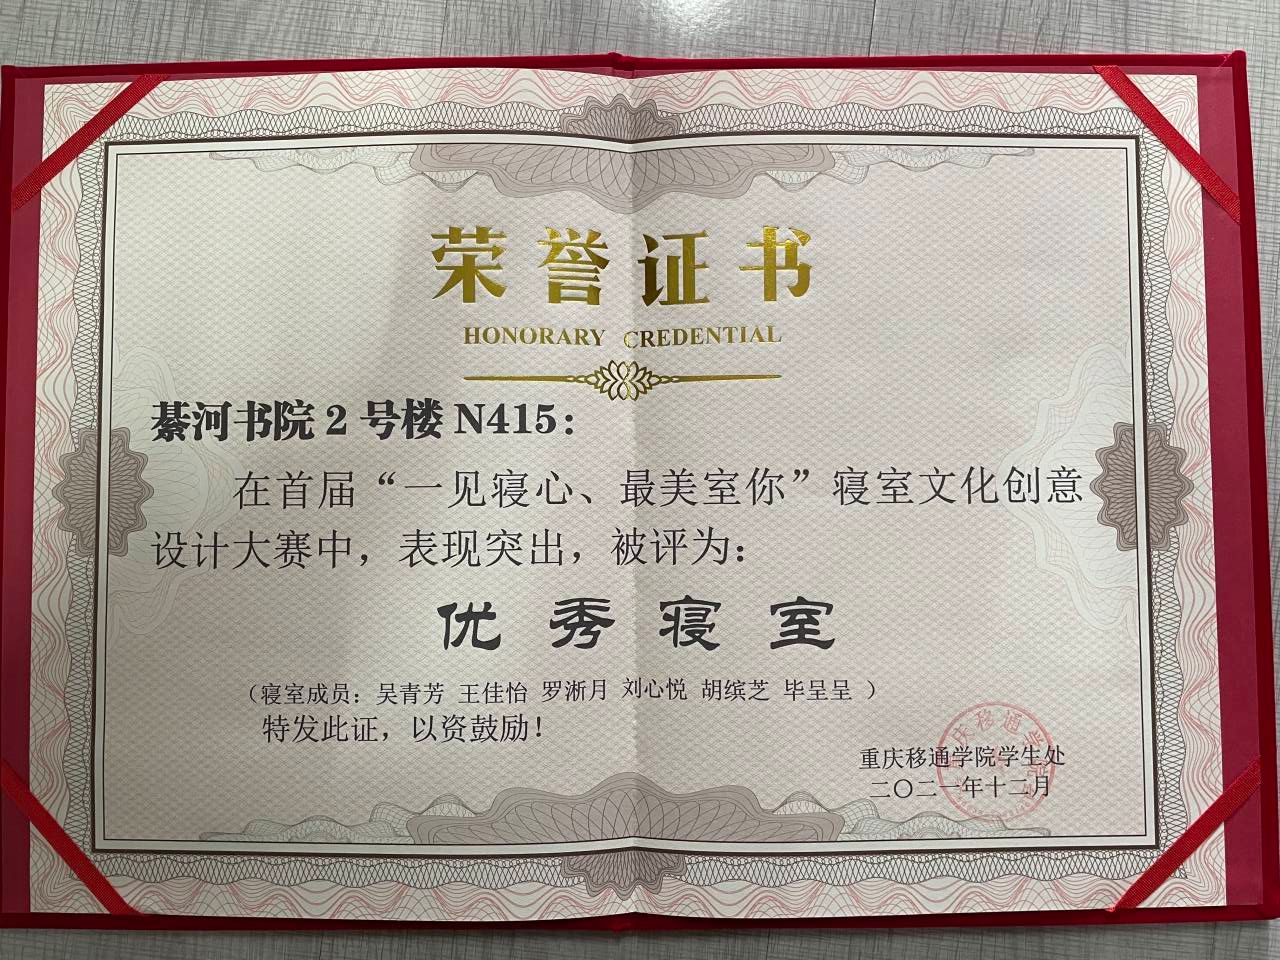 荣誉证书
HONORARY CREDENTIAL
綦河书院2号楼N415：
在首届“一见寝心、最美室你”寝室文化创意
设计大赛中，表现突出，被评为：
优秀寝室
（寝室成员：吴青芳 王佳怡 罗淅月 刘心悦 胡缤芝 毕呈呈 ）
特发此证，以资鼓励！
重庆移通学院学生处
二〇二一年十二月